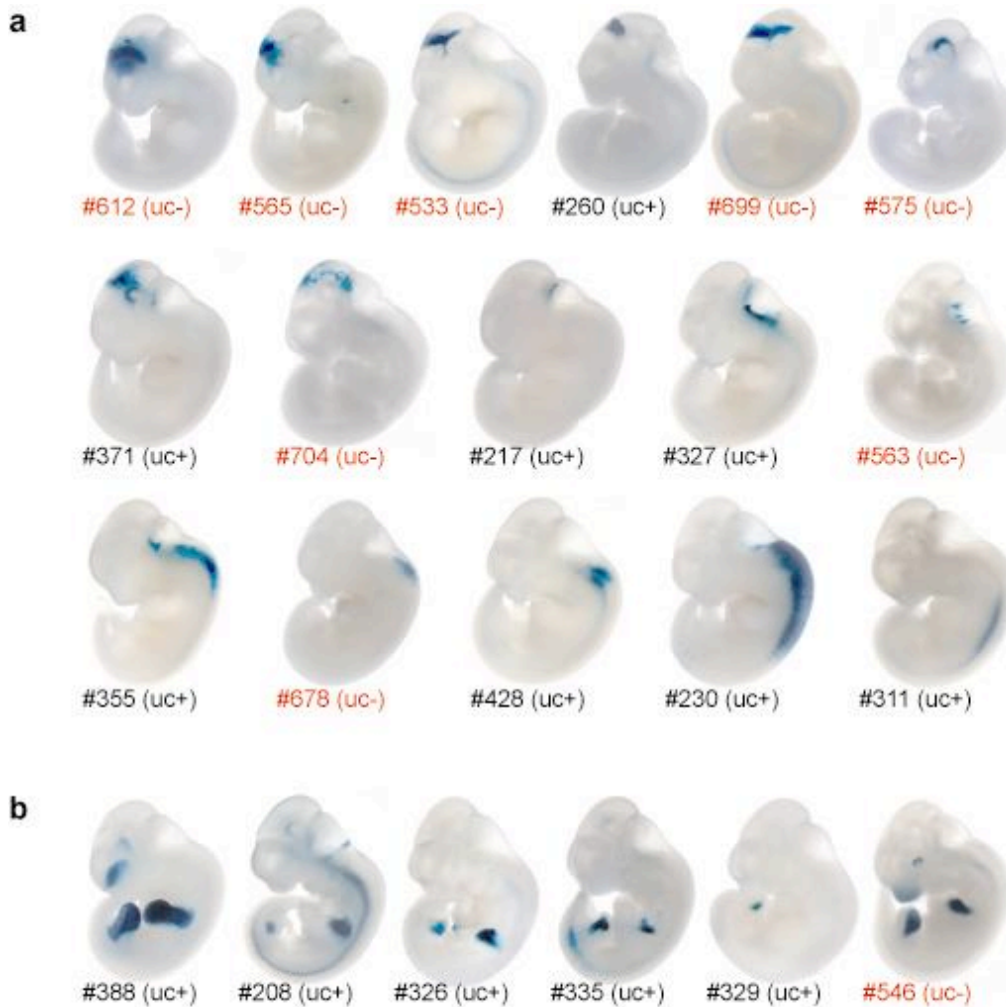 a
#612 (uc-) #565 (uc-) #533 (uc-) #260 (uc+) #699 (uc-) #575 (uc-)
#371 (uc+) #704 (uc-) #217 (uc+) #327 (uc+) #563 (uc-)
#355 (uc+) #678 (uc-) #428 (uc+) #230 (uc+) #311 (uc+)
b
#388 (uc+) #208 (uc+) #326 (uc+) #335 (uc+) #329 (uc+) #546 (uc-)